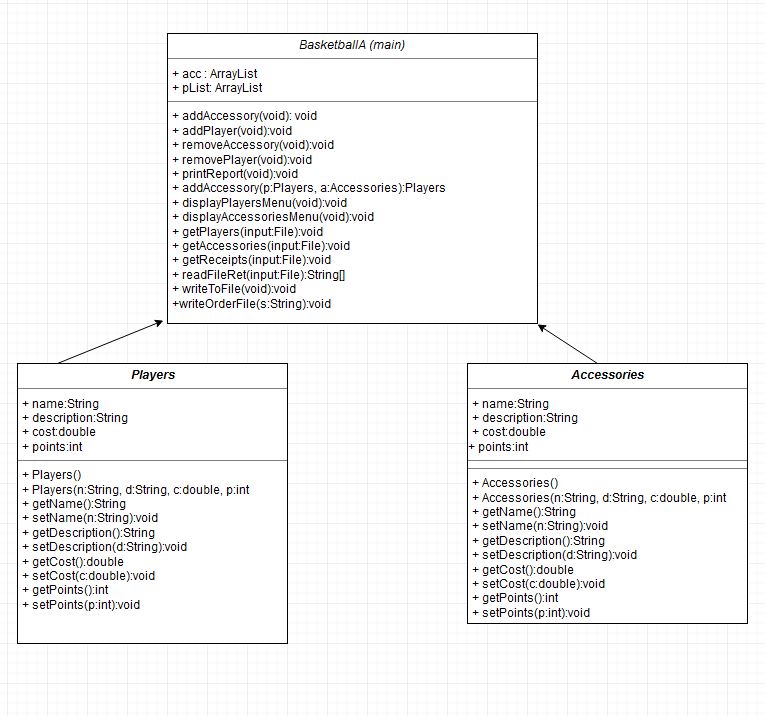 BasketballA (main)
+ acc : ArrayList
+ pList: ArrayList
+ addAccessory(void): void
+ addPlayer(void):void
+ removeAccessory(void):void
+ removePlayer(void):void
+ printReport(void):void
+ addAccessory(p:Players, a:Accessories):Players
+ displayPlayersMenu(void):void
+ displayAccessoriesMenu(void):void
+ getPlayers(input:File):void
+ getAccessories(input:File):void
+ getReceipts(input:File):void
+ readFileRet(input:File):String[]
+ writeToFile(void):void
+writeOrderFile(s:String):void
Players
+ name:String
+ description:String
+ cost:double
+ points:int
+ Players()
+ Players(n:String, d:String, c:double, p:int
+ getName():String
+ setName(n:String):void
+ getDescription():String
+ setDescription(d:String):void
+ getCost():double
+ setCost(c:double):void
+ getPoints():int
+ setPoints(p:int):void
Accessories
+ name:String
+ description:String
+ cost:double
+ points:int
+ Accessories()
+ Accessories(n:String, d:String, c:double, p:int
+ getName():String
+ setName(n:String):void
+ getDescription():String
+ setDescription(d:String):void
+ getCost():double
+ setCost(c:double):void
+ getPoints():int
+ setPoints(p:int):void